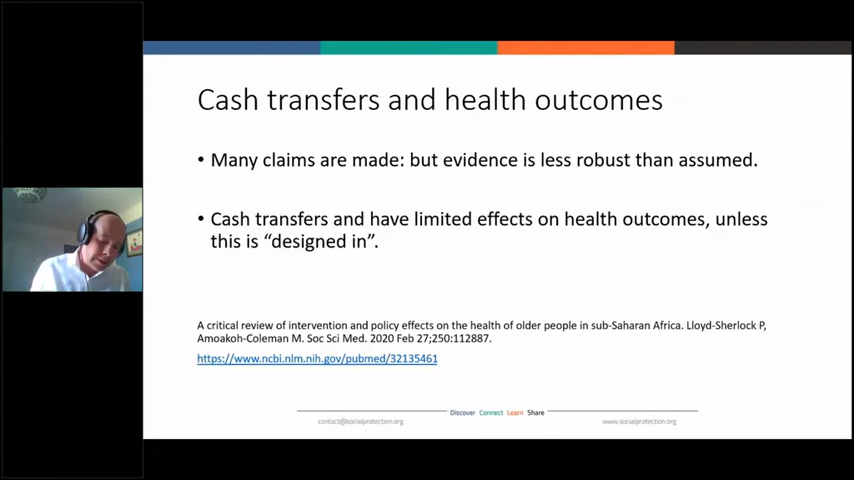 Cash transfers and health outcomes
• Many claims are made: but evidence is less robust than assumed.
• Cash transfers and have limited effects on health outcomes, unless
this is “designed in”.
A critical review of intervention and policy effects on the health of older people in sub-Saharan Africa. Lloyd-Sherlock P,
Amoakoh-Coleman M. Soc Sci Med. 2020 Feb 27;250:112887.
https://www.ncbi.nlm.nih.gov/pubmed/32135461
Discover Connect Learn Share
contact@socialprotection.org
www.socialprotection.org